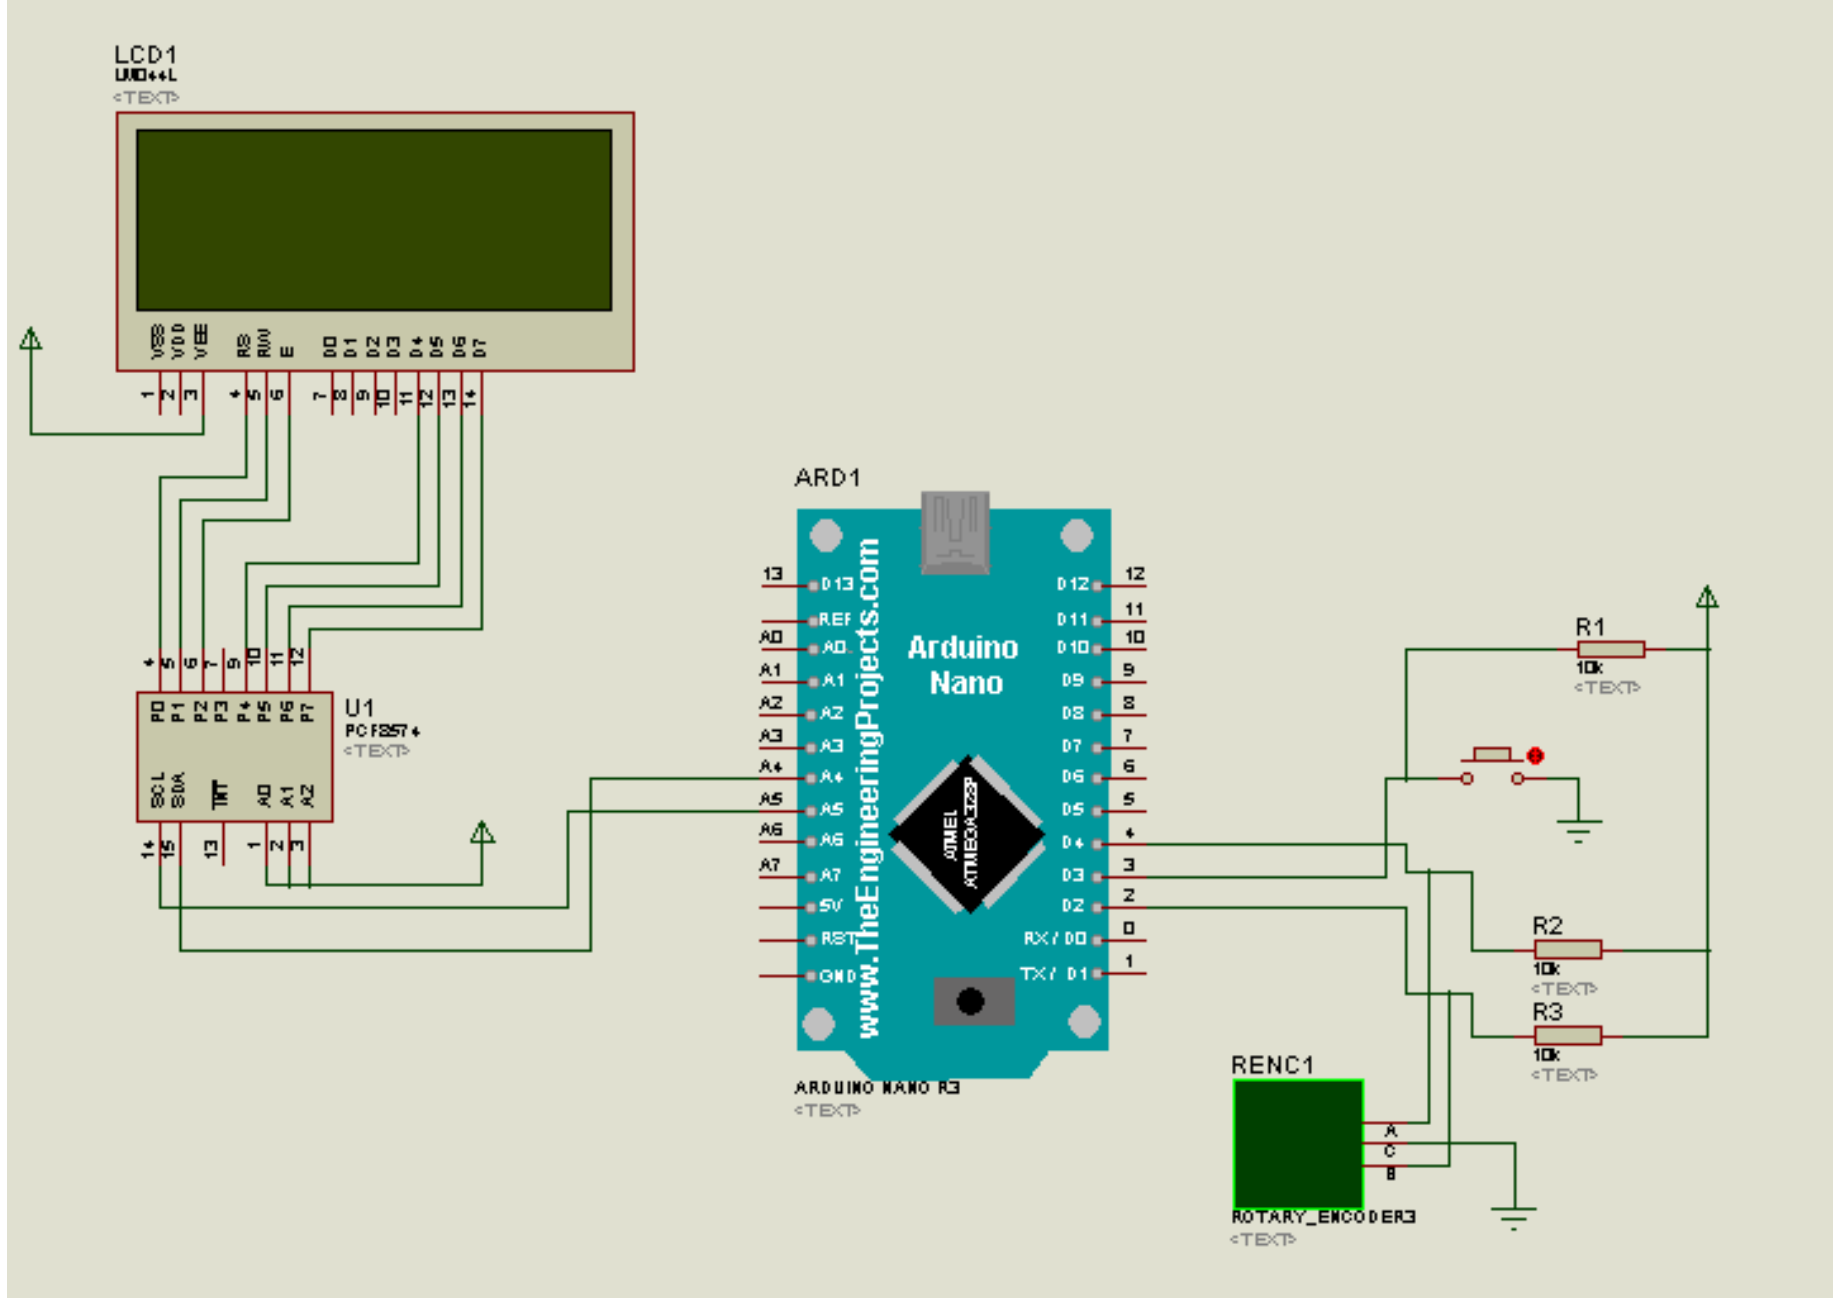 LCD1
LM044L
<TEXT>
VSS VDD VEE RS RW E D0 D1 D2 D3 D4 D5 D6 D7
1 2 3 4 5 6 7 8 9 10 11 12 13 14
4 5 6 7 9 10 11 12
P0 P1 P2 P3 P4 P5 P6 P7
U1
PCF8574
<TEXT>
SCL SDA INT A0 A1 A2
14 15 13 1 2 3
ARD1
13 D13 D12 12
REF D11 11
A0 A0 D10 10
A1 A1 D9 9
A2 A2 D8 8
A3 A3 D7 7
A4 A4 D6 6
A5 A5 D5 5
A6 A6 D4 4
A7 A7 D3 3
5V D2 2
RST RX/D0 0
GND TX/D1 1
www.TheEngineeringProjects.com
Arduino
Nano
ATMEL
ATMEGA328P
ARDUINO NANO R3
<TEXT>
R1
10k
<TEXT>
R2
10k
<TEXT>
R3
10k
<TEXT>
RENC1
A
C
B
ROTARY_ENCODER3
<TEXT>